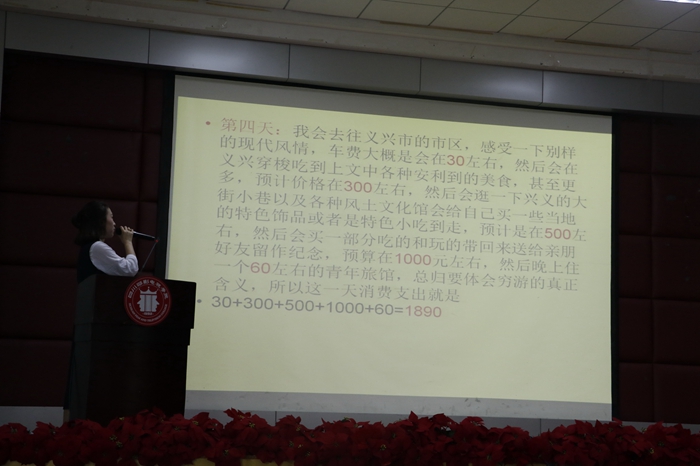 • 第四天：我会去往义兴市的市区，感受一下别样
的现代风情，车费大概是会在30左右，然后会在
义兴穿梭吃到上文中各种安利到的美食，甚至更
多，预计价格在300左右，然后会逛一下兴义的大
街小巷以及各种风土文化馆会给自己买一些当地
的特色饰品或者是特色小吃到走，预计是在500左
右，然后会买一部分吃的和玩的带回来送给亲朋
好友留作纪念，预算在1000元左右，然后晚上住
一个60左右的青年旅馆，总归要体会穷游的真正
含义，所以这一天消费支出就是
• 30+300+500+1000+60=1890